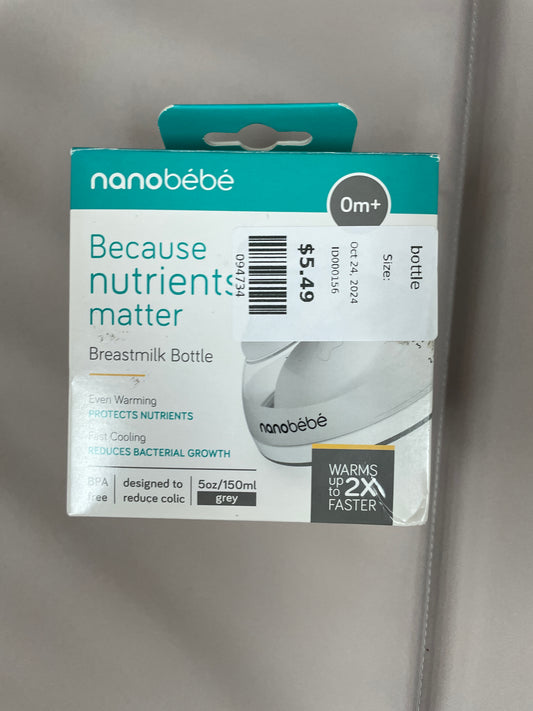 nanobébé
0m+
Because
nutrients
matter
Breastmilk Bottle
Even Warming
PROTECTS NUTRIENTS
Fast Cooling
REDUCES BACTERIAL GROWTH
BPA
free
designed to
reduce colic
5oz/150ml
grey
bottle
Size:
Oct 24, 2024
ID000156
$5.49
094734
nanobébé
WARMS
up
to 2X
FASTER